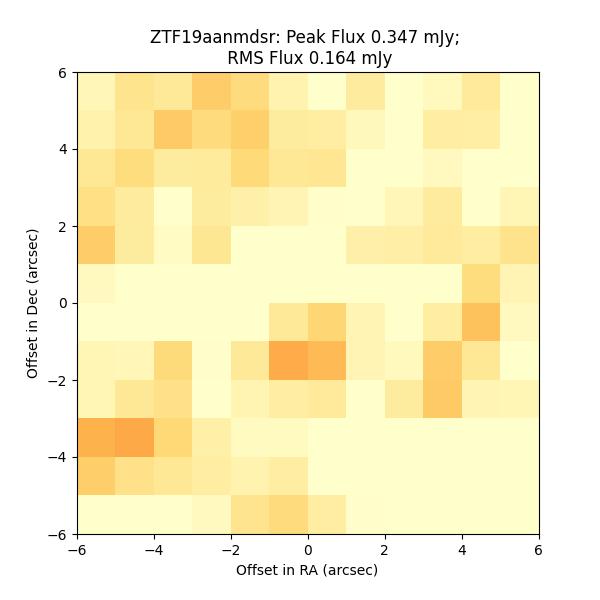 ZTF19aanmdsr: Peak Flux 0.347 mJy;
RMS Flux 0.164 mJy
6
4
2
0
−2
−4
−6
Offset in Dec (arcsec)
−6 −4 −2 0 2 4 6
Offset in RA (arcsec)